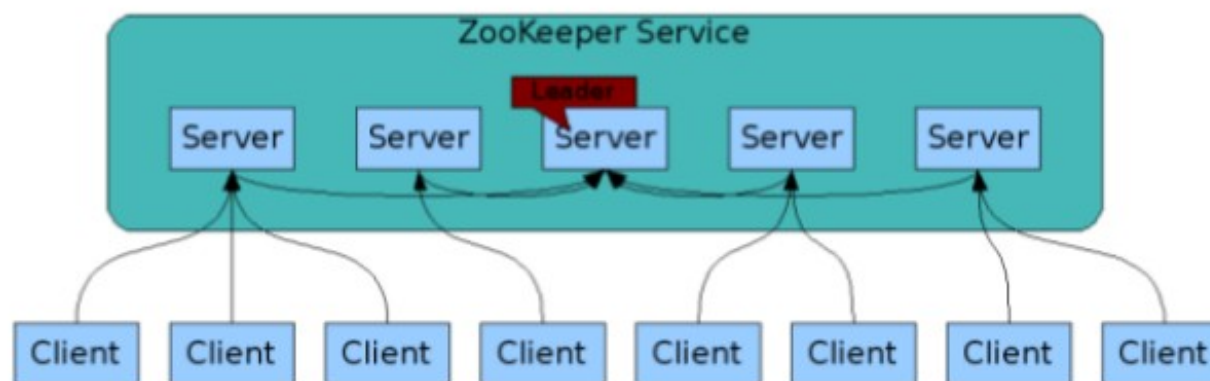 ZooKeeper Service
Leader
Server Server Server Server Server
Client Client Client Client Client Client Client Client